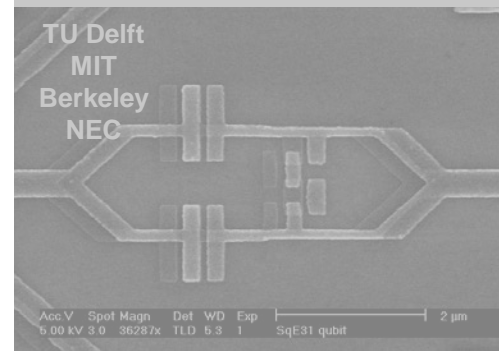 TU Delft
MIT
Berkeley
NEC
Acc.V Spot Magn Det WD Exp 2 µm
5.00 kV 3.0 36287x TLD 5.3 1 SqE31 qubit